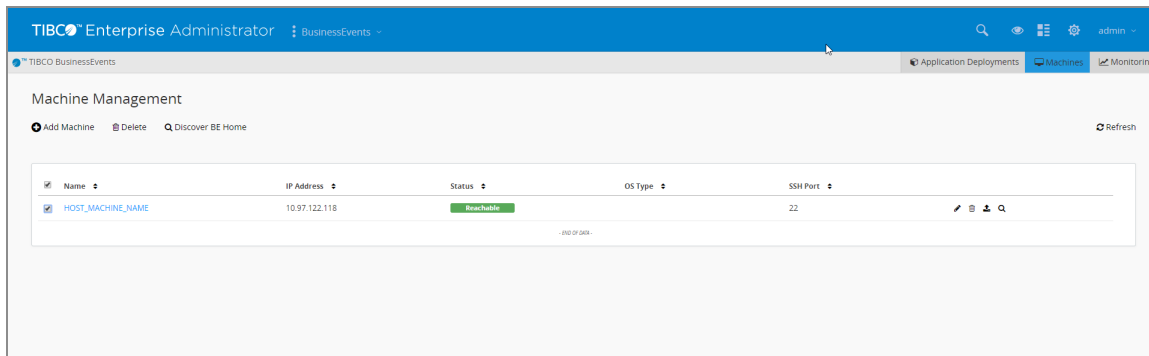 TIBCO™ Enterprise Administrator BusinessEvents admin
™ TIBCO BusinessEvents Application Deployments Machines Monitorin
Machine Management
Add Machine Delete Discover BE Home Refresh
Name IP Address Status OS Type SSH Port
HOST_MACHINE_NAME 10.97.122.118 Reachable 22
- END OF DATA -